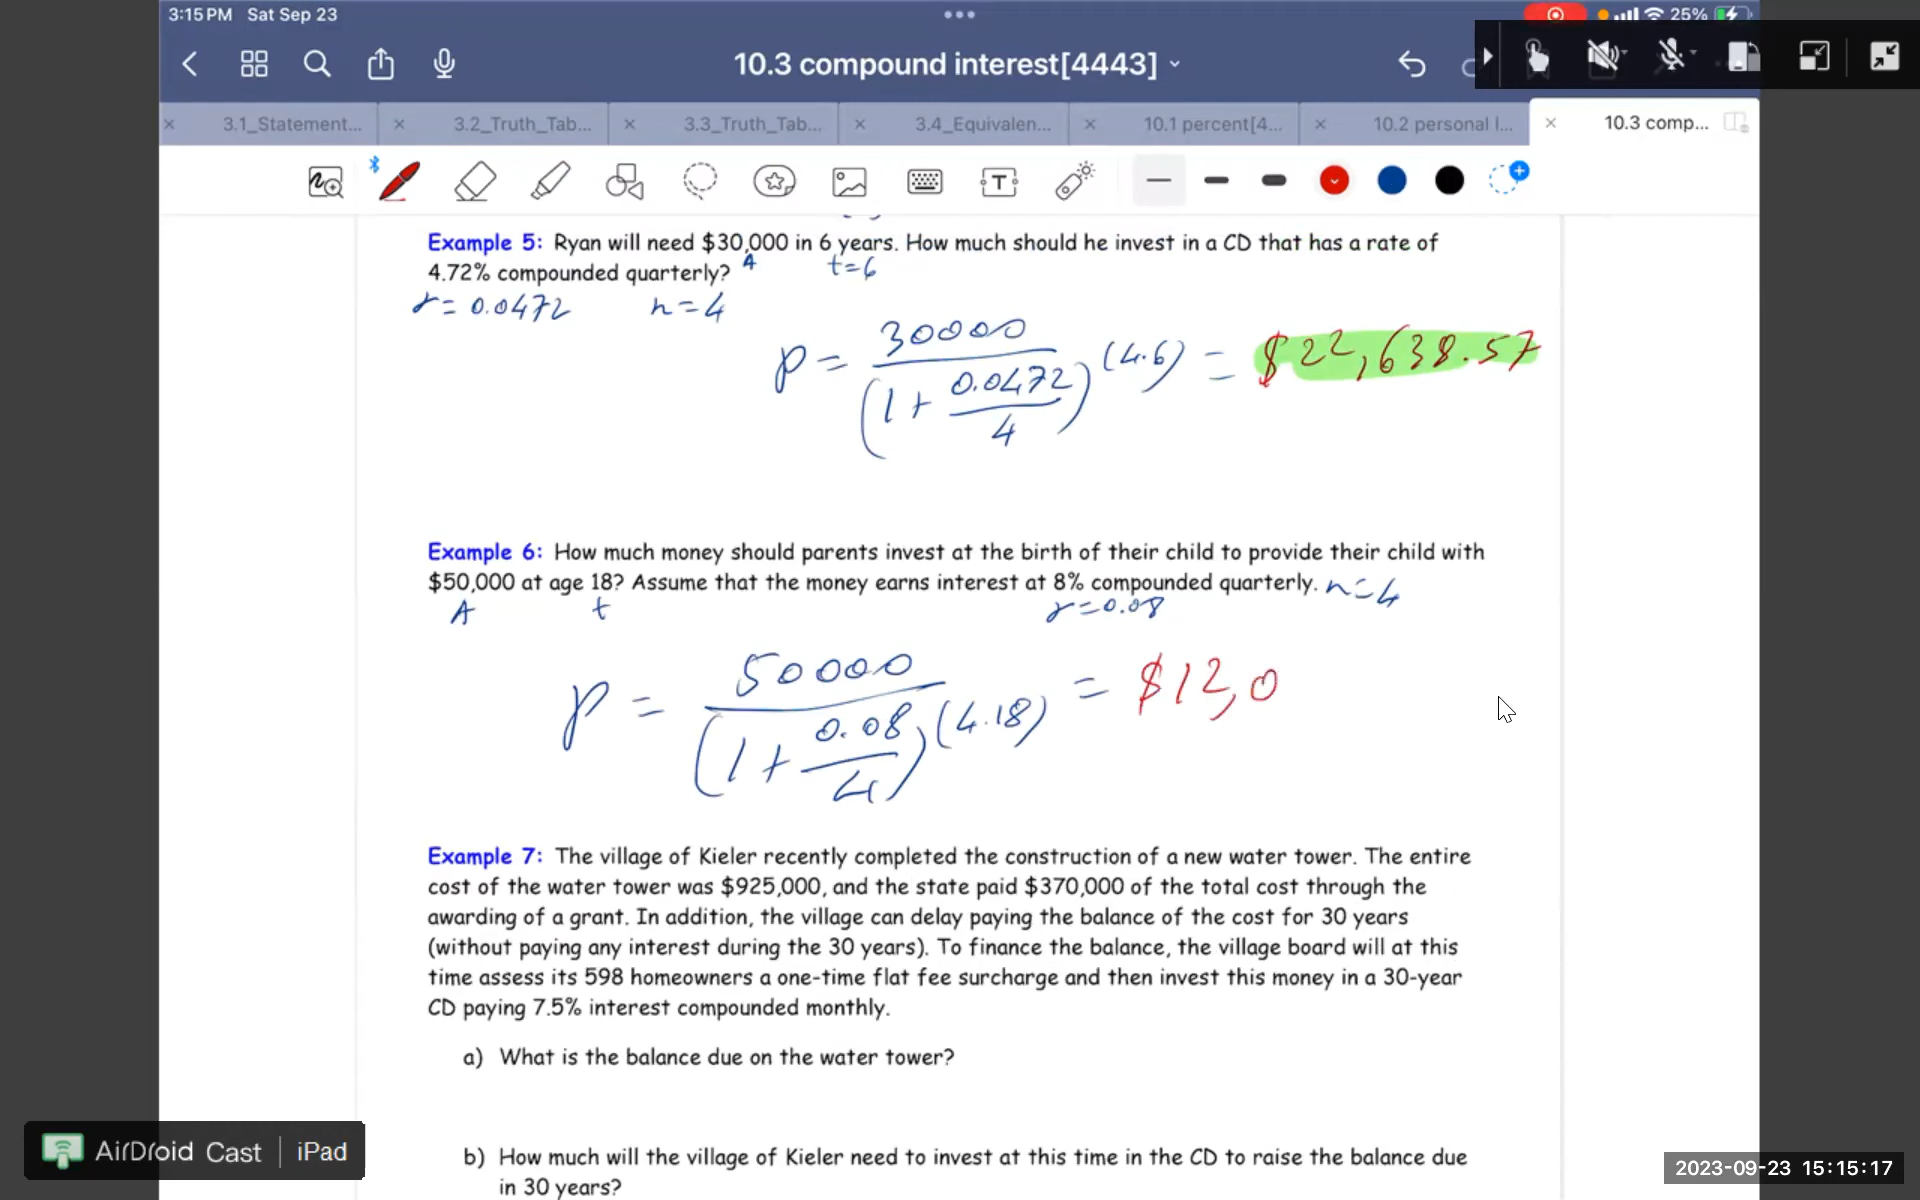 3:15 PM Sat Sep 23
25%
10.3 compound interest[4443]
3.1_Statement... 3.2_Truth_Tab... 3.3_Truth_Tab... 3.4_Equivalen... 10.1 percent[4... 10.2 personal I... 10.3 comp...
Example 5: Ryan will need $30,000 in 6 years. How much should he invest in a CD that has a rate of
4.72% compounded quarterly? A t=6
r=0.0472 n=4
P = 30000 / (1 + 0.0472/4)^(4·6) = $22,638.57
Example 6: How much money should parents invest at the birth of their child to provide their child with
$50,000 at age 18? Assume that the money earns interest at 8% compounded quarterly. n=4
A t r=0.08
P = 50000 / (1 + 0.08/4)^(4·18) = $12,0
Example 7: The village of Kieler recently completed the construction of a new water tower. The entire
cost of the water tower was $925,000, and the state paid $370,000 of the total cost through the
awarding of a grant. In addition, the village can delay paying the balance of the cost for 30 years
(without paying any interest during the 30 years). To finance the balance, the village board will at this
time assess its 598 homeowners a one-time flat fee surcharge and then invest this money in a 30-year
CD paying 7.5% interest compounded monthly.
a) What is the balance due on the water tower?
b) How much will the village of Kieler need to invest at this time in the CD to raise the balance due
in 30 years?
AirDroid Cast | iPad
2023-09-23 15:15:17